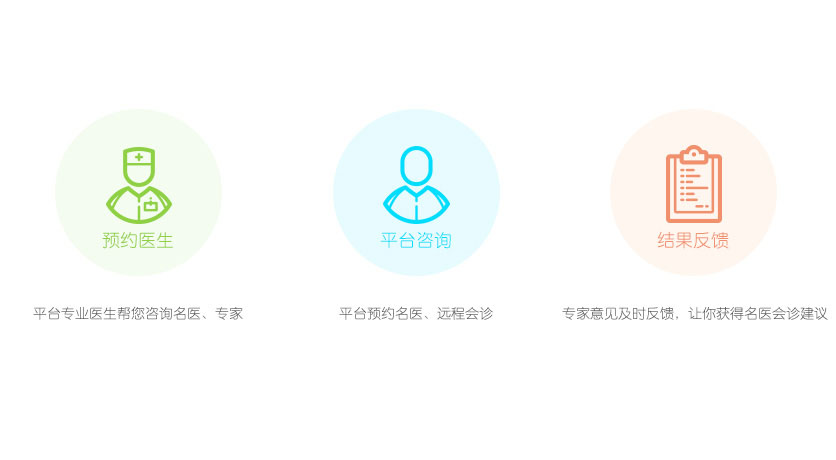 预约医生
平台咨询
结果反馈
平台专业医生帮您咨询名医、专家
平台预约名医、远程会诊
专家意见及时反馈，让你获得名医会诊建议